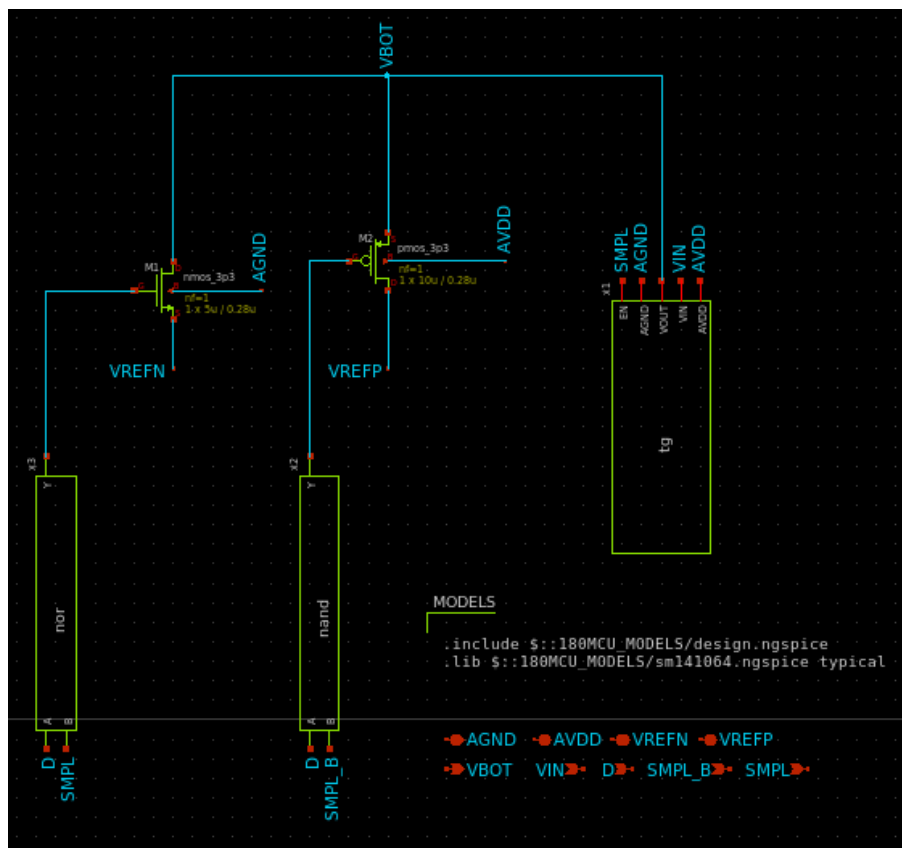 VBOT
AGND
AVDD
M1
nmos_3p3
nf=1
1 x 5u / 0.28u
M2
pmos_3p3
nf=1
1 x 10u / 0.28u
VREFN
VREFP
SMPL
AGND
VIN
AVDD
x1
EN
AGND
VOUT
VIN
AVDD
tg
x3
Y
nor
A
B
D
SMPL
x2
Y
nand
A
B
D
SMPL_B
MODELS
.include $::180MCU_MODELS/design.ngspice
.lib $::180MCU_MODELS/sm141064.ngspice typical
AGND AVDD VREFN VREFP
VBOT VIN D SMPL_B SMPL